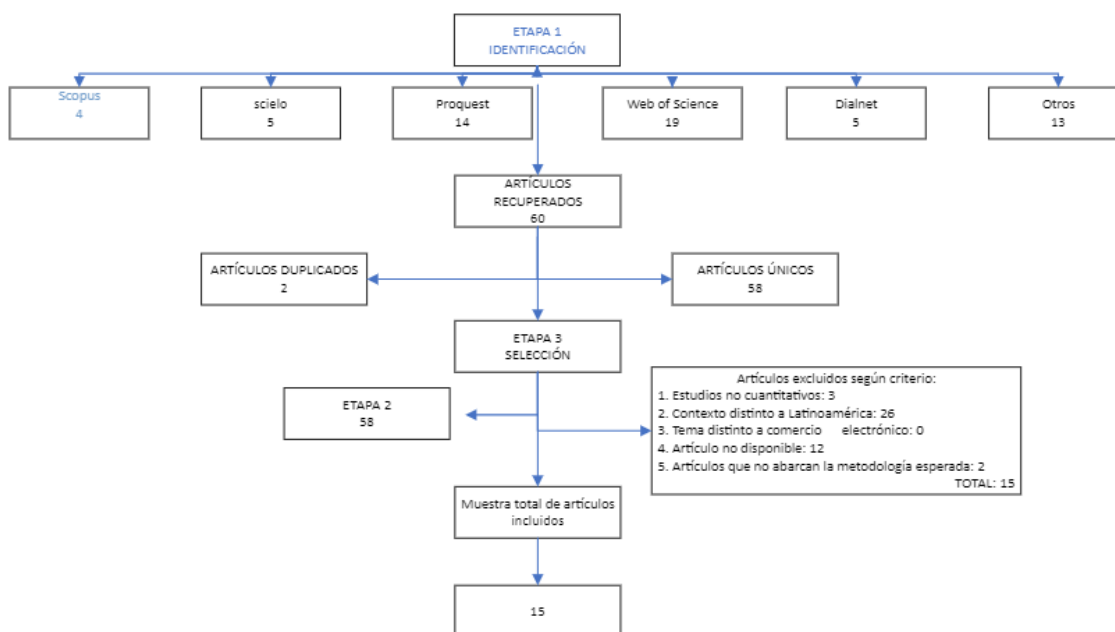 ETAPA 1
IDENTIFICACIÓN
Scopus
4
scielo
5
Proquest
14
Web of Science
19
Dialnet
5
Otros
13
ARTÍCULOS
RECUPERADOS
60
ARTÍCULOS DUPLICADOS
2
ARTÍCULOS ÚNICOS
58
ETAPA 3
SELECCIÓN
ETAPA 2
58
Artículos excluidos según criterio:
1. Estudios no cuantitativos: 3
2. Contexto distinto a Latinoamérica: 26
3. Tema distinto a comercio electrónico: 0
4. Artículo no disponible: 12
5. Artículos que no abarcan la metodología esperada: 2
TOTAL: 15
Muestra total de artículos
incluidos
15